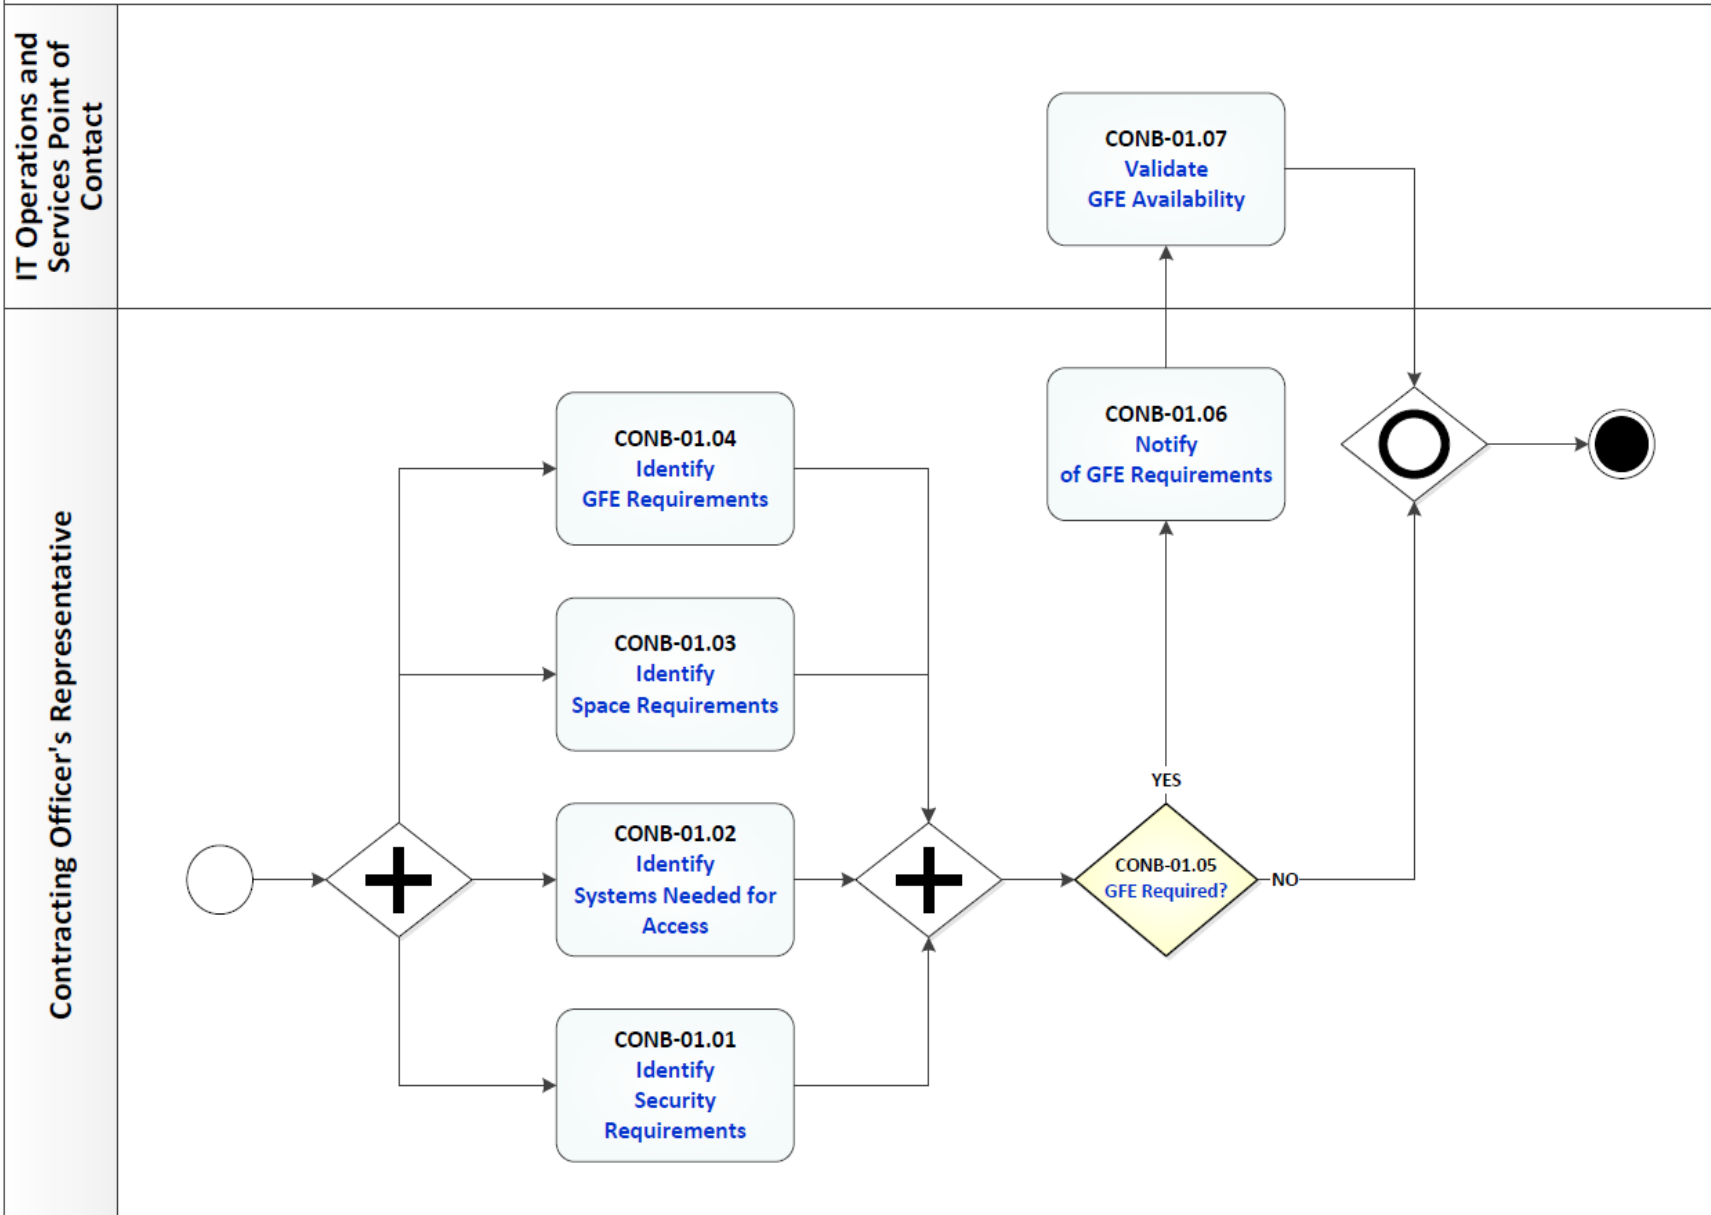 IT Operations and
Services Point of
Contact
CONB-01.07
Validate
GFE Availability
Contracting Officer's Representative
CONB-01.04
Identify
GFE Requirements
CONB-01.03
Identify
Space Requirements
CONB-01.02
Identify
Systems Needed for
Access
CONB-01.01
Identify
Security
Requirements
CONB-01.06
Notify
of GFE Requirements
YES
CONB-01.05
GFE Required?
NO